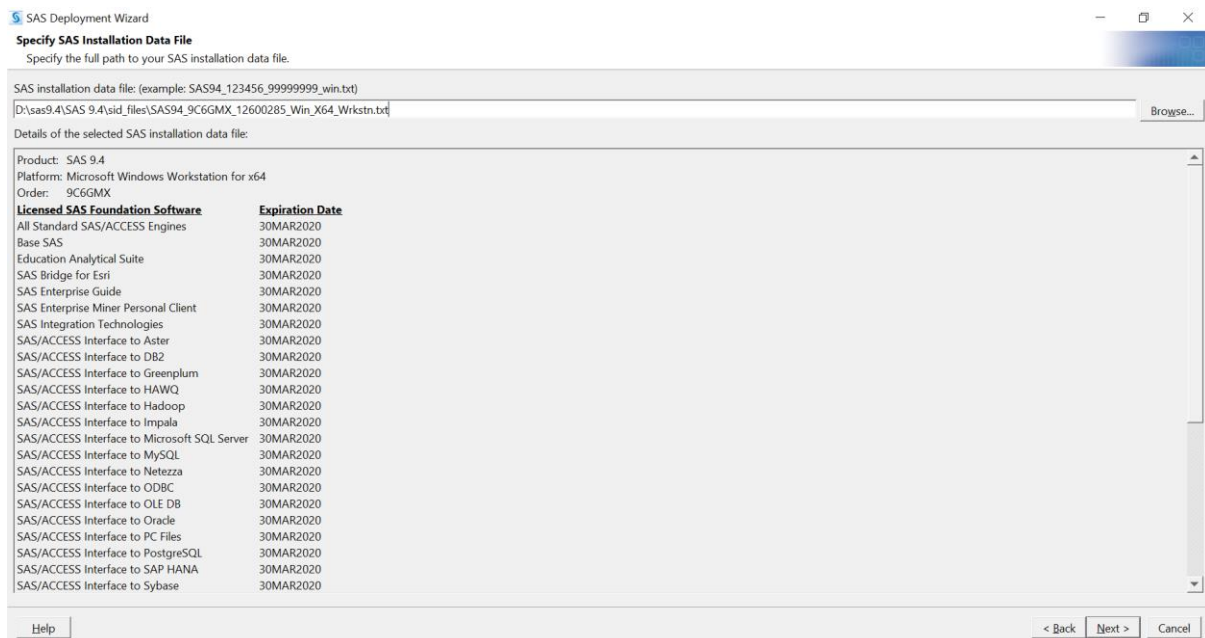 SAS Deployment Wizard
Specify SAS Installation Data File
Specify the full path to your SAS installation data file.
SAS installation data file: (example: SAS94_123456_99999999_win.txt)
D:\sas9.4\SAS 9.4\sid_files\SAS94_9C6GMX_12600285_Win_X64_Wrkstn.txt
Browse...
Details of the selected SAS installation data file:
Product: SAS 9.4
Platform: Microsoft Windows Workstation for x64
Order: 9C6GMX
Licensed SAS Foundation Software Expiration Date
All Standard SAS/ACCESS Engines 30MAR2020
Base SAS 30MAR2020
Education Analytical Suite 30MAR2020
SAS Bridge for Esri 30MAR2020
SAS Enterprise Guide 30MAR2020
SAS Enterprise Miner Personal Client 30MAR2020
SAS Integration Technologies 30MAR2020
SAS/ACCESS Interface to Aster 30MAR2020
SAS/ACCESS Interface to DB2 30MAR2020
SAS/ACCESS Interface to Greenplum 30MAR2020
SAS/ACCESS Interface to HAWQ 30MAR2020
SAS/ACCESS Interface to Hadoop 30MAR2020
SAS/ACCESS Interface to Impala 30MAR2020
SAS/ACCESS Interface to Microsoft SQL Server 30MAR2020
SAS/ACCESS Interface to MySQL 30MAR2020
SAS/ACCESS Interface to Netezza 30MAR2020
SAS/ACCESS Interface to ODBC 30MAR2020
SAS/ACCESS Interface to OLE DB 30MAR2020
SAS/ACCESS Interface to Oracle 30MAR2020
SAS/ACCESS Interface to PC Files 30MAR2020
SAS/ACCESS Interface to PostgreSQL 30MAR2020
SAS/ACCESS Interface to SAP HANA 30MAR2020
SAS/ACCESS Interface to Sybase 30MAR2020
Help < Back Next > Cancel